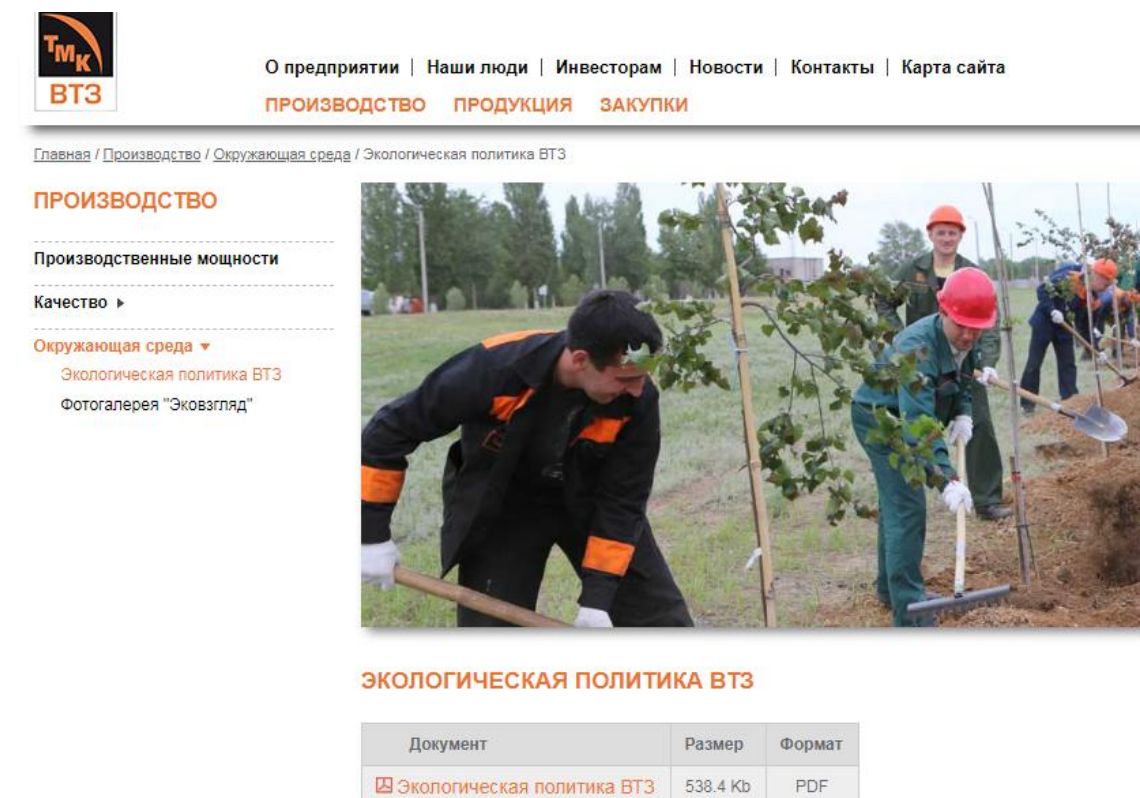 ТМК
ВТЗ
О предприятии | Наши люди | Инвесторам | Новости | Контакты | Карта сайта
ПРОИЗВОДСТВО ПРОДУКЦИЯ ЗАКУПКИ
Главная / Производство / Окружающая среда / Экологическая политика ВТЗ
ПРОИЗВОДСТВО
Производственные мощности
Качество
Окружающая среда
Экологическая политика ВТЗ
Фотогалерея "Эковзгляд"
ЭКОЛОГИЧЕСКАЯ ПОЛИТИКА ВТЗ
Документ Размер Формат
Экологическая политика ВТЗ 538.4 Kb PDF